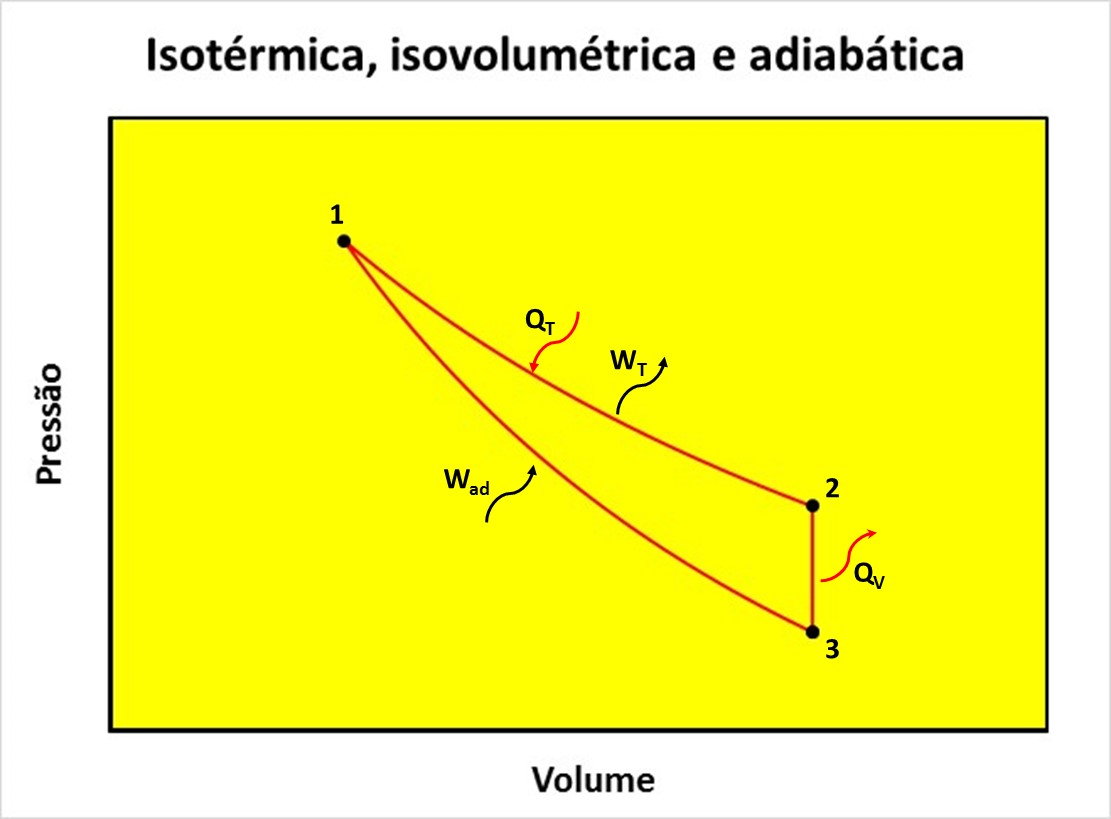 Isotérmica, isovolumétrica e adiabática
1
QT
WT
Wad
2
QV
3
Pressão
Volume